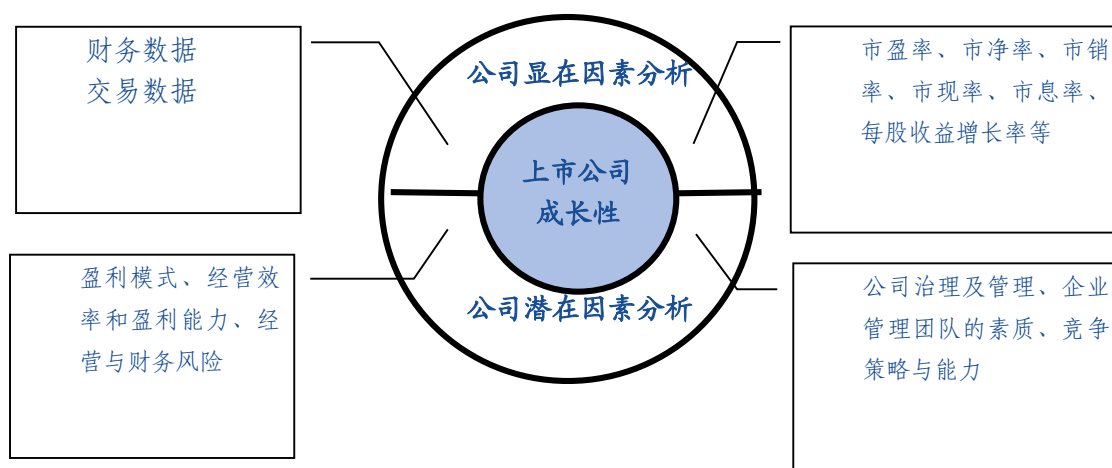 财务数据
交易数据
公司显在因素分析
市盈率、市净率、市销
率、市现率、市息率、
每股收益增长率等
上市公司
成长性
盈利模式、经营效
率和盈利能力、经
营与财务风险
公司潜在因素分析
公司治理及管理、企业
管理团队的素质、竞争
策略与能力